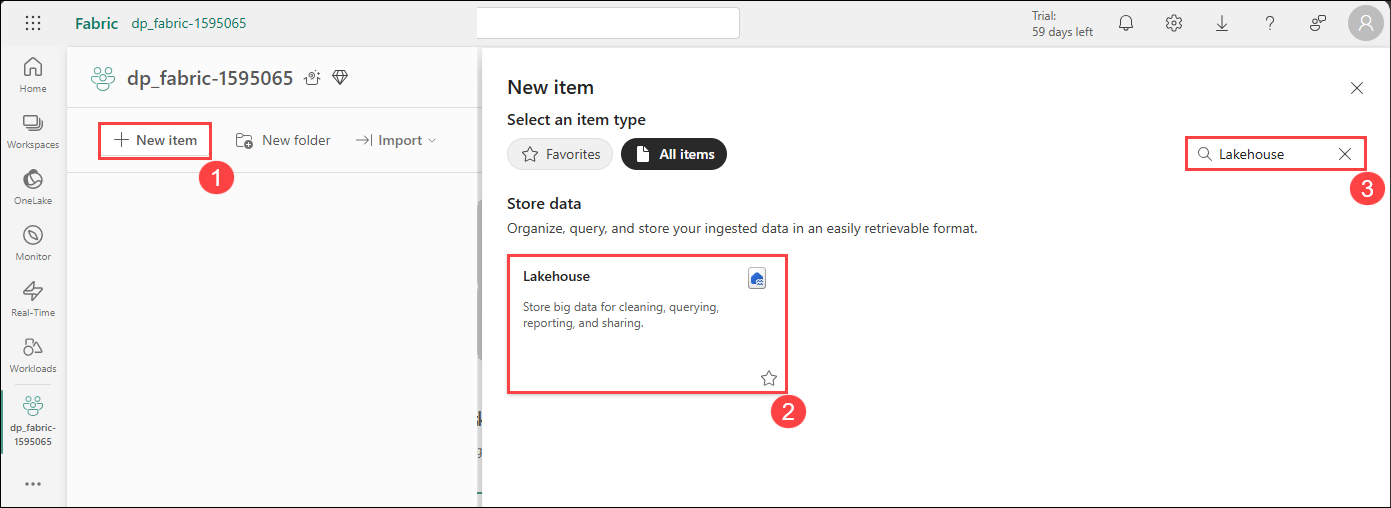 Fabric dp_fabric-1595065
Trial:
59 days left
Home
Workspaces
OneLake
Monitor
Real-Time
Workloads
dp_fabric-
1595065
dp_fabric-1595065
New item
New folder
Import
1
New item
Select an item type
Favorites
All items
Lakehouse
3
Store data
Organize, query, and store your ingested data in an easily retrievable format.
Lakehouse
Store big data for cleaning, querying,
reporting, and sharing.
2